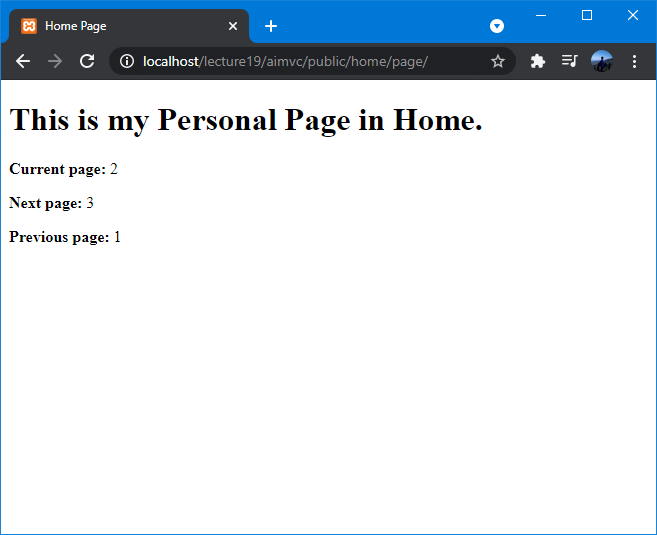 Home Page
localhost/lecture19/aimvc/public/home/page/
This is my Personal Page in Home.
Current page: 2
Next page: 3
Previous page: 1